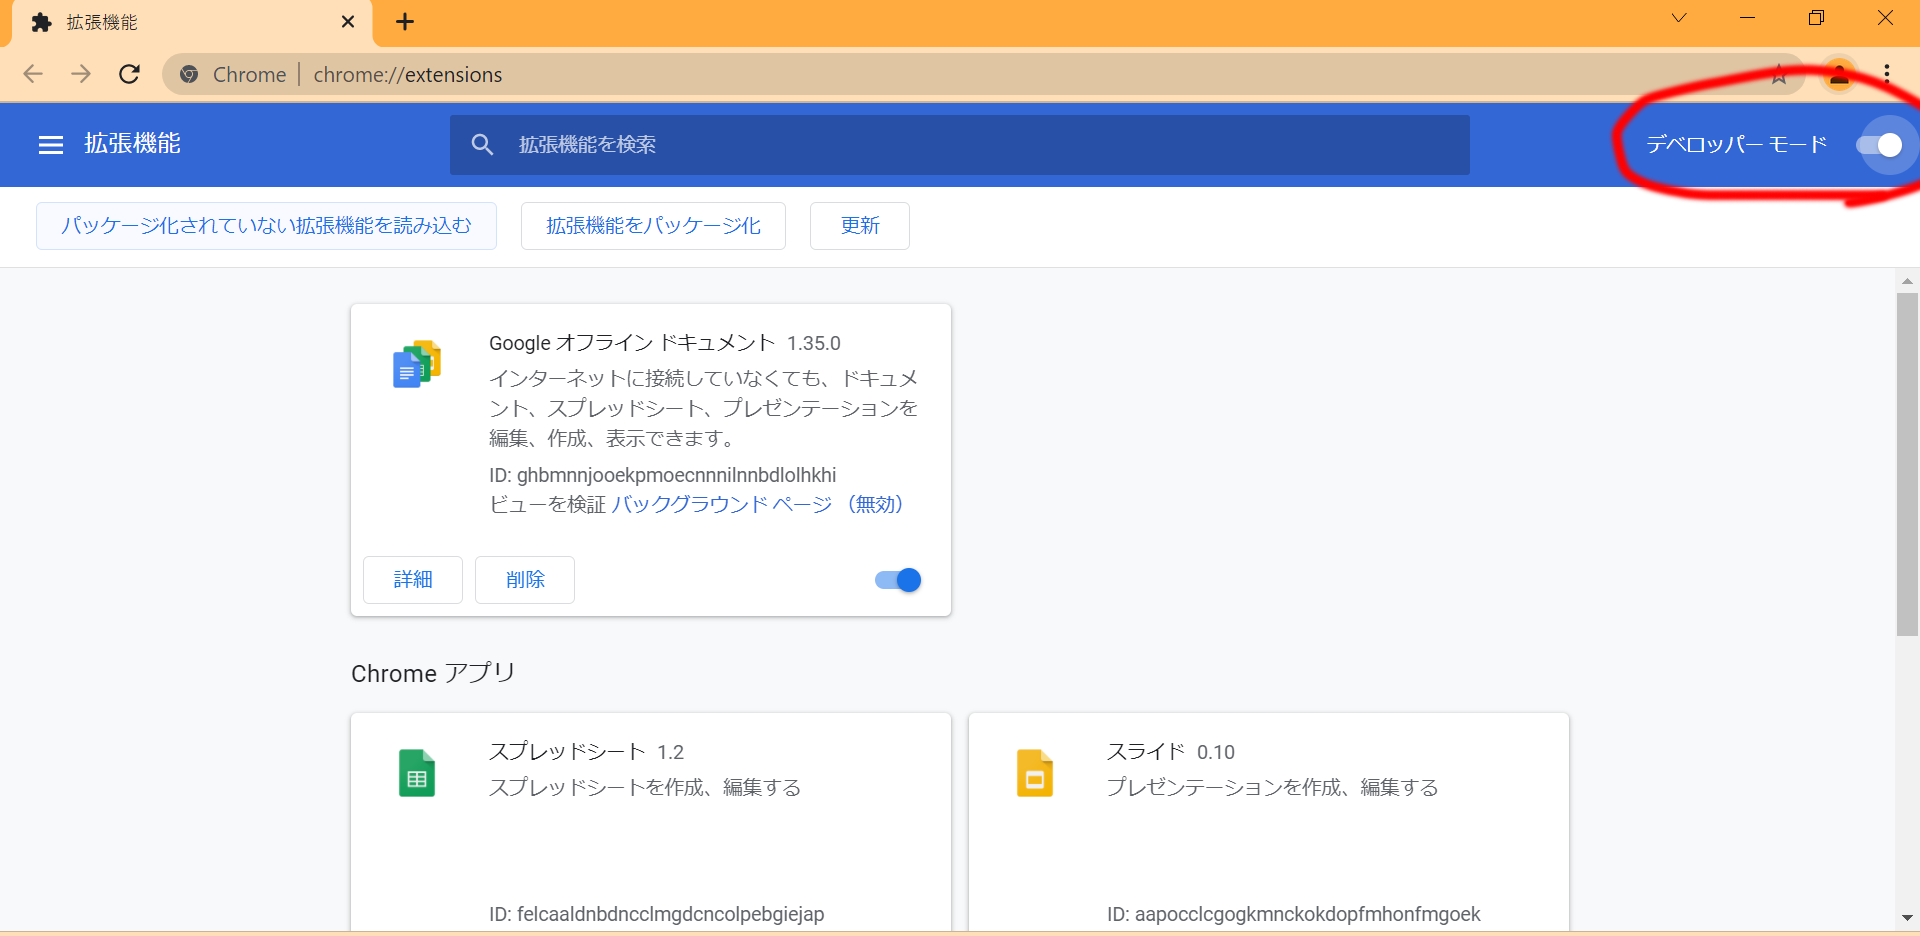 拡張機能
Chrome
chrome://extensions
拡張機能
拡張機能を検索
デベロッパー モード
パッケージ化されていない拡張機能を読み込む
拡張機能をパッケージ化
更新
Google オフライン ドキュメント 1.35.0
インターネットに接続していなくても、ドキュメ
ント、スプレッドシート、プレゼンテーションを
編集、作成、表示できます。
ID: ghbmnnjooekpmoecnnnilnnbdlolhkhi
ビューを検証 バックグラウンド ページ （無効）
詳細
削除
Chrome アプリ
スプレッドシート 1.2
スプレッドシートを作成、編集する
ID: felcaaldnbdncclmgdcncolpebgiejap
スライド 0.10
プレゼンテーションを作成、編集する
ID: aapocclcgogkmnckokdopfmhonfmgoek